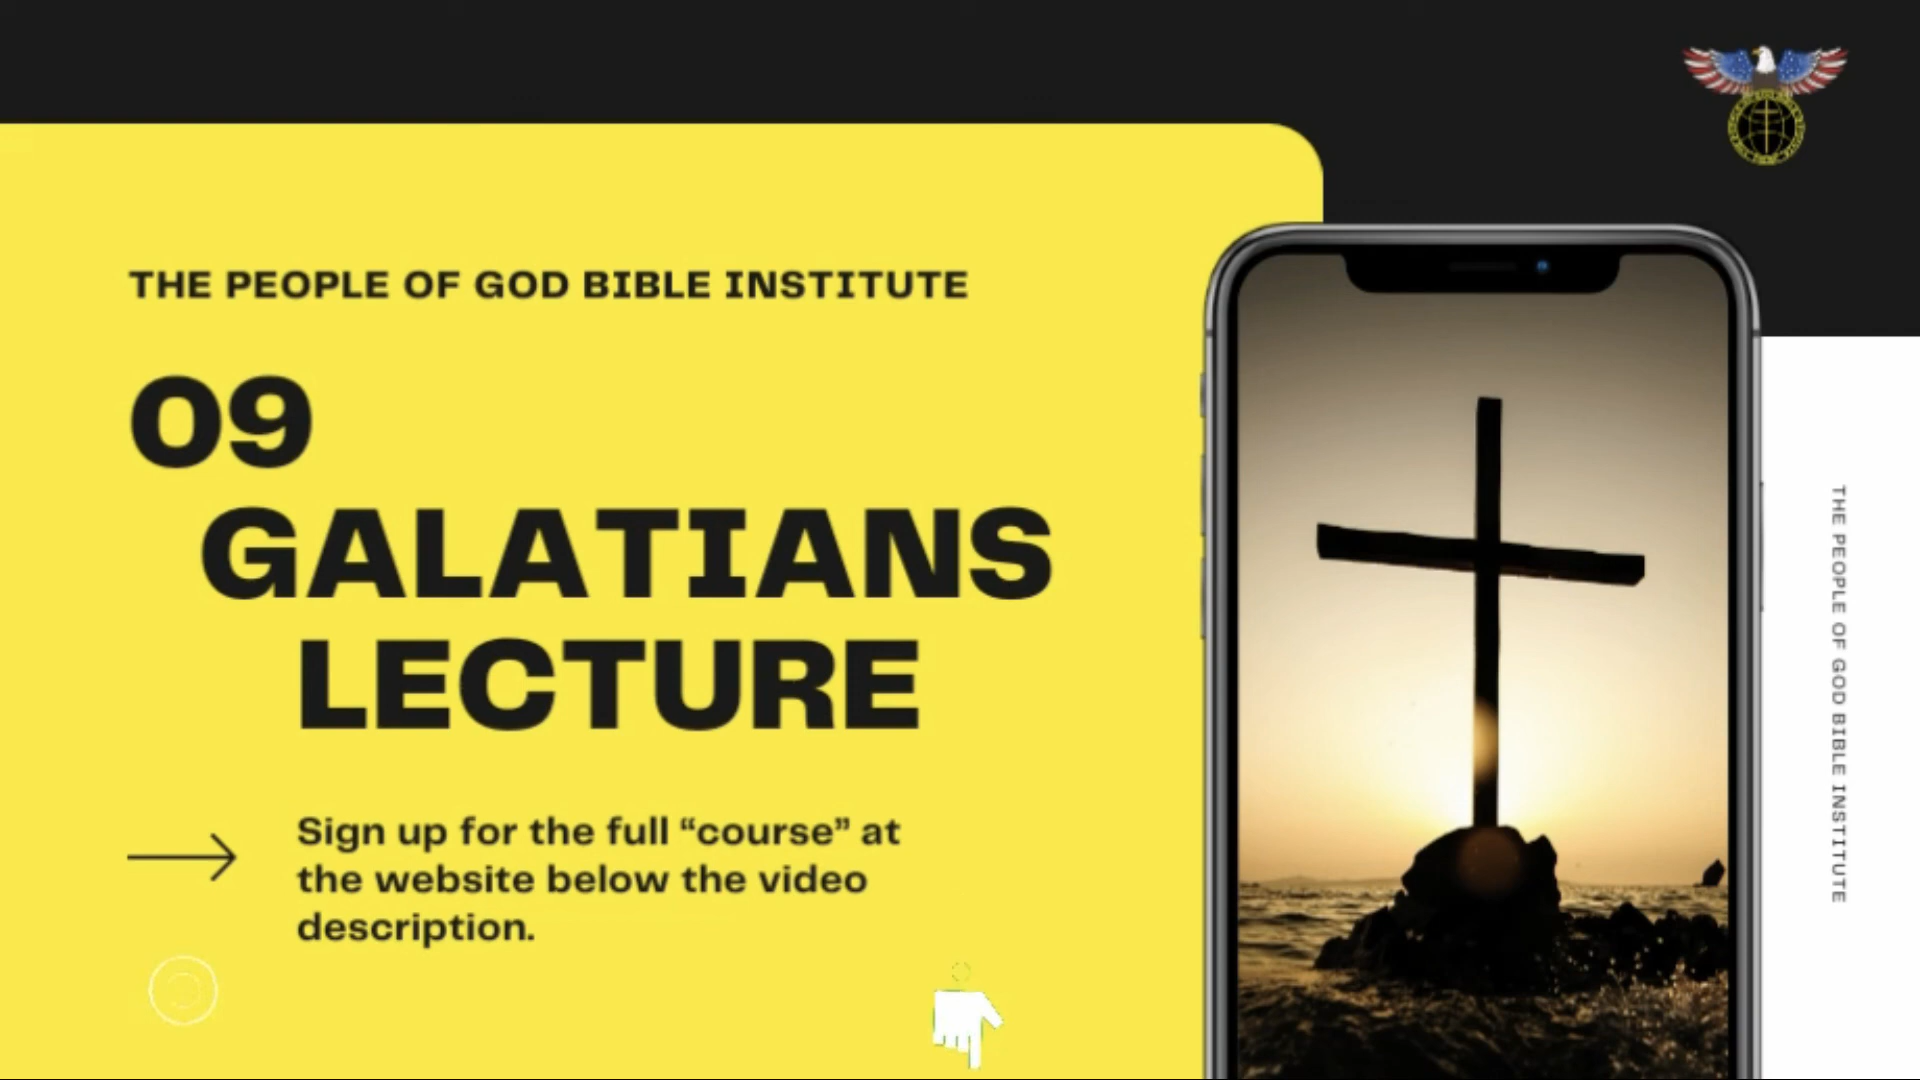 THE PEOPLE OF GOD BIBLE INSTITUTE
09
GALATIANS
LECTURE
Sign up for the full “course” at
the website below the video
description.
THE PEOPLE OF GOD BIBLE INSTITUTE